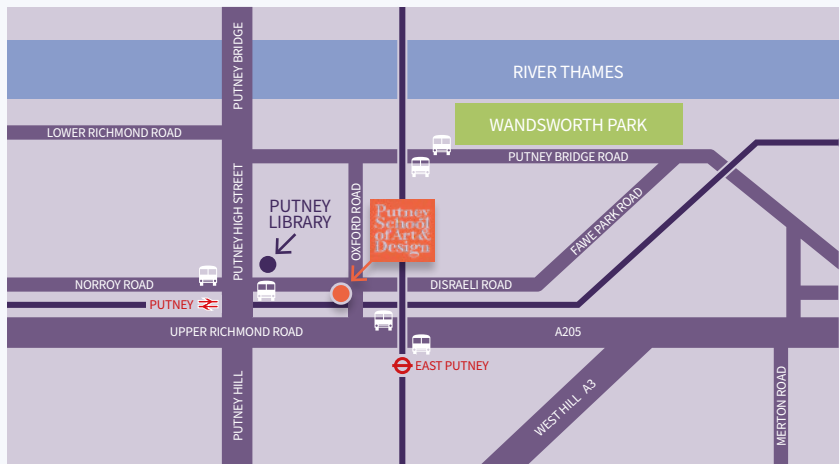 PUTNEY BRIDGE
RIVER THAMES
LOWER RICHMOND ROAD
WANDSWORTH PARK
PUTNEY BRIDGE ROAD
PUTNEY HIGH STREET
PUTNEY
LIBRARY
OXFORD ROAD
Putney
School
of Art &
Design
FAWE PARK ROAD
NORROY ROAD
DISRAELI ROAD
PUTNEY
UPPER RICHMOND ROAD
A205
EAST PUTNEY
PUTNEY HILL
WEST HILL A3
MERTON ROAD